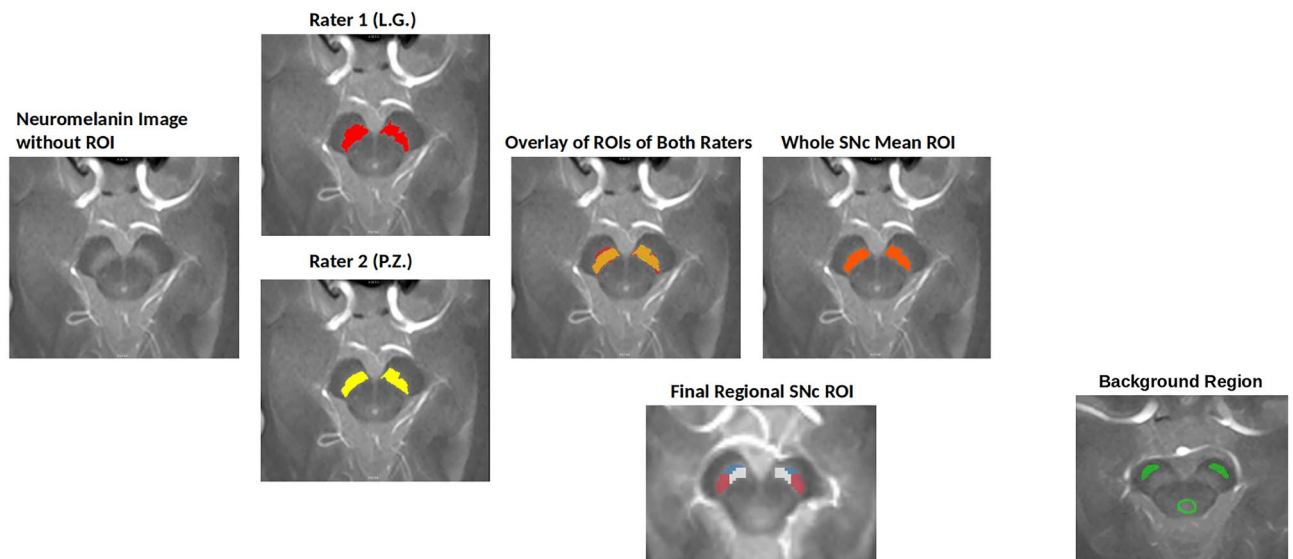 Rater 1 (L.G.)
Neuromelanin Image
without ROI
Overlay of ROIs of Both Raters
Whole SNc Mean ROI
Rater 2 (P.Z.)
Final Regional SNc ROI
Background Region